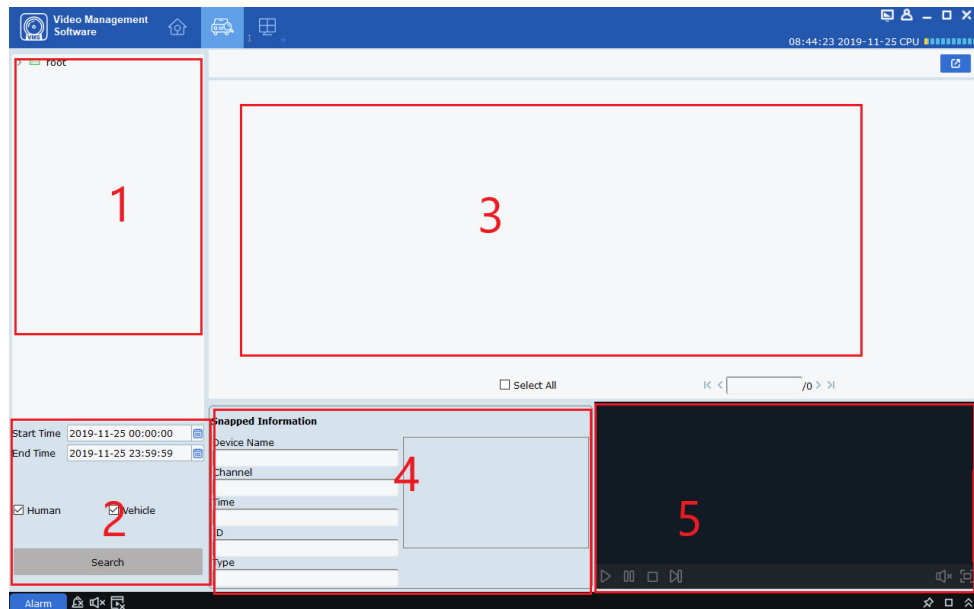 Video Management
Software
VMS
1
+
08:44:23 2019-11-25 CPU
root
1
3
Select All
/0
Start Time 2019-11-25 00:00:00
End Time 2019-11-25 23:59:59
Human
Vehicle
2
Search
Snapped Information
Device Name
Channel
4
Time
ID
Type
5
Alarm